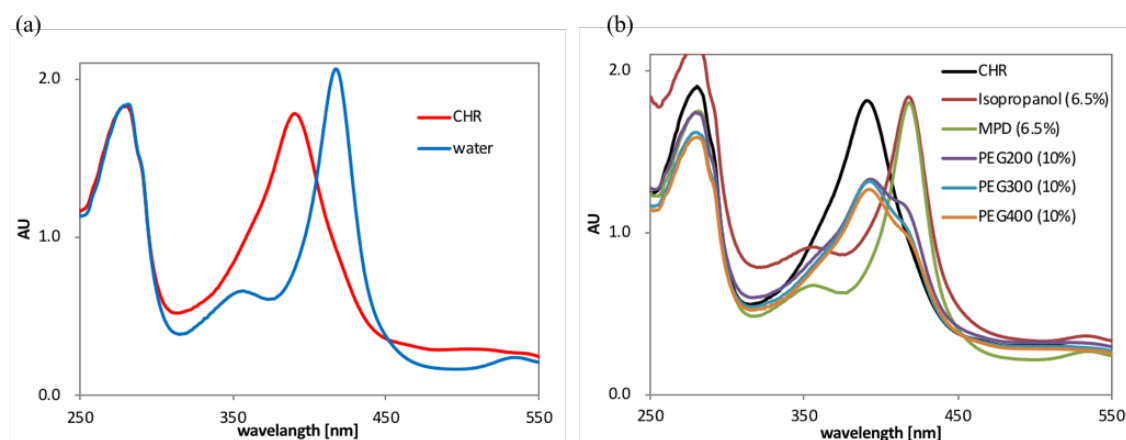 (a)
2.0
1.0
0.0
AU
250
350
450
550
wavelangth [nm]
CHR
water
(b)
2.0
1.0
0.0
AU
250
350
450
550
wavelength [nm]
CHR
Isopropanol (6.5%)
MPD (6.5%)
PEG200 (10%)
PEG300 (10%)
PEG400 (10%)